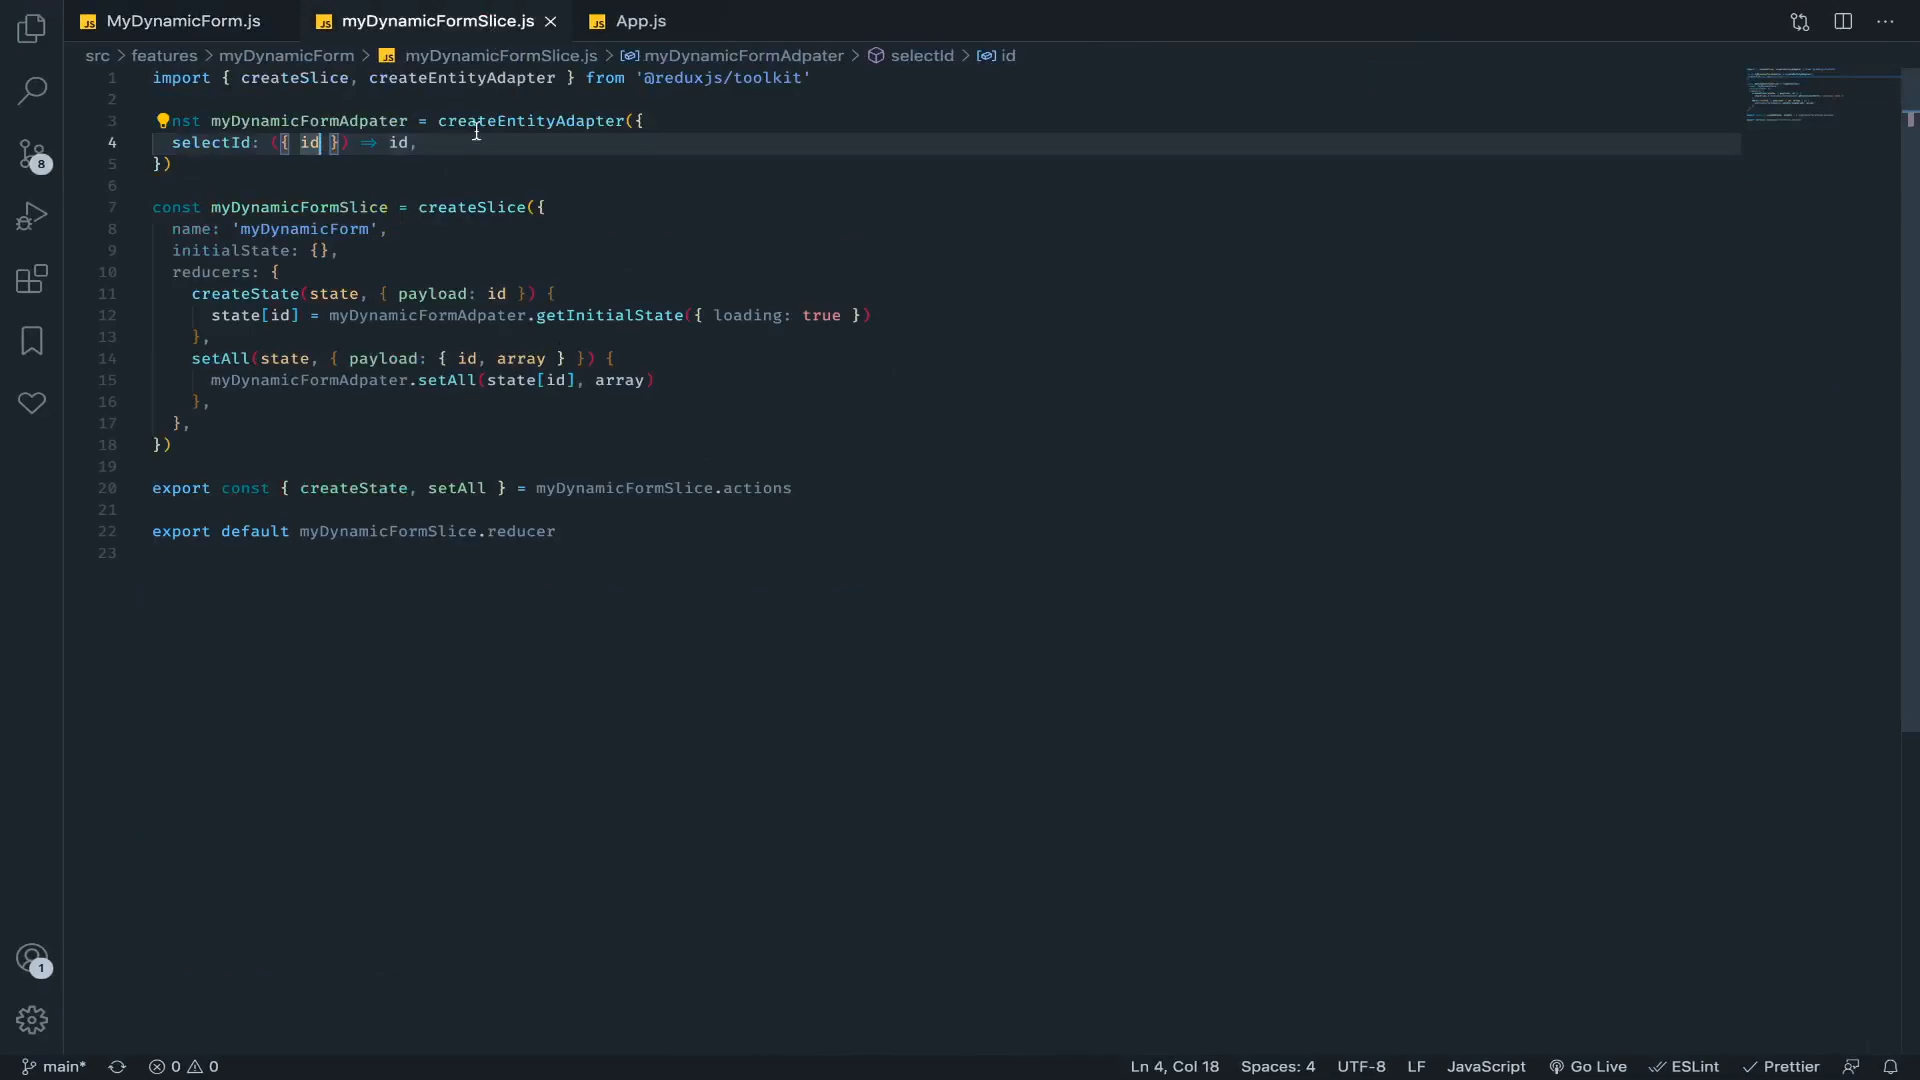 JS MyDynamicForm.js
JS myDynamicFormSlice.js
JS App.js
src > features > myDynamicForm > JS myDynamicFormSlice.js > myDynamicFormAdpater > selectId > id
1 import { createSlice, createEntityAdapter } from '@reduxjs/toolkit'
2
3 nst myDynamicFormAdpater = createEntityAdapter({
4 selectId: ({ id }) => id,
5 })
6
7 const myDynamicFormSlice = createSlice({
8 name: 'myDynamicForm',
9 initialState: {},
10 reducers: {
11 createState(state, { payload: id }) {
12 state[id] = myDynamicFormAdpater.getInitialState({ loading: true })
13 },
14 setAll(state, { payload: { id, array } }) {
15 myDynamicFormAdpater.setAll(state[id], array)
16 },
17 },
18 })
19
20 export const { createState, setAll } = myDynamicFormSlice.actions
21
22 export default myDynamicFormSlice.reducer
23
8
1
main* 0 0 Ln 4, Col 18 Spaces: 4 UTF-8 LF JavaScript Go Live ESLint Prettier